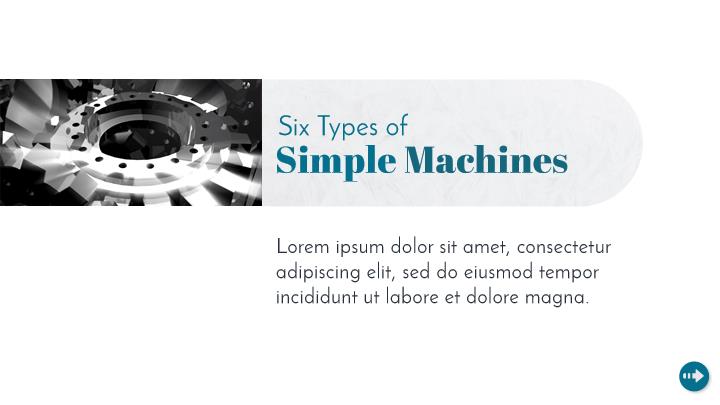 Six Types of
Simple Machines
Lorem ipsum dolor sit amet, consectetur
adipiscing elit, sed do eiusmod tempor
incididunt ut labore et dolore magna.